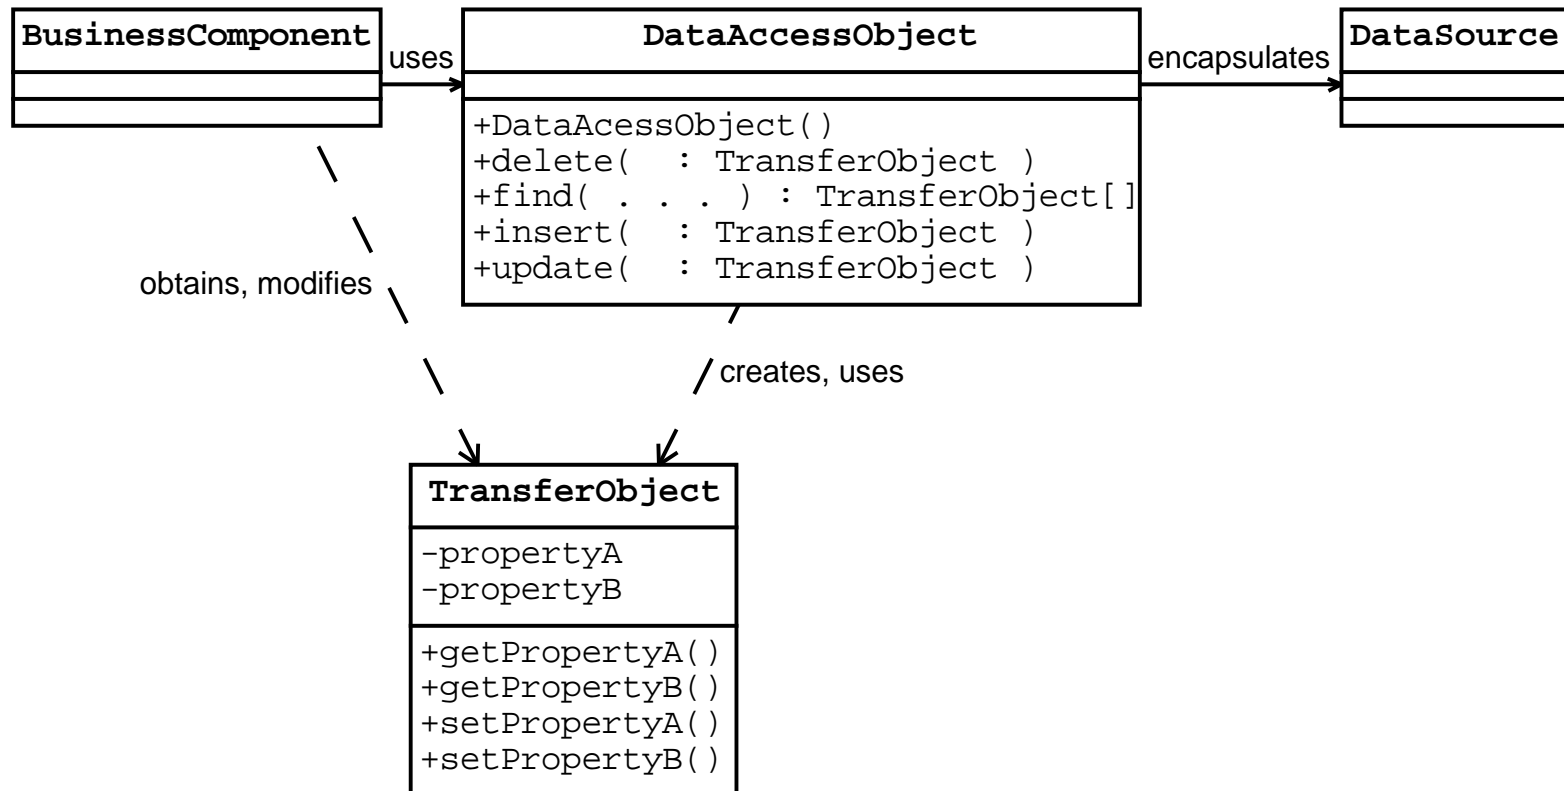 BusinessComponent
uses
DataAccessObject
encapsulates
DataSource
+DataAcessObject()
+delete(  : TransferObject )
+find( . . . ) : TransferObject[]
+insert(  : TransferObject )
+update(  : TransferObject )
obtains, modifies
creates, uses
TransferObject
-propertyA
-propertyB
+getPropertyA()
+getPropertyB()
+setPropertyA()
+setPropertyB()